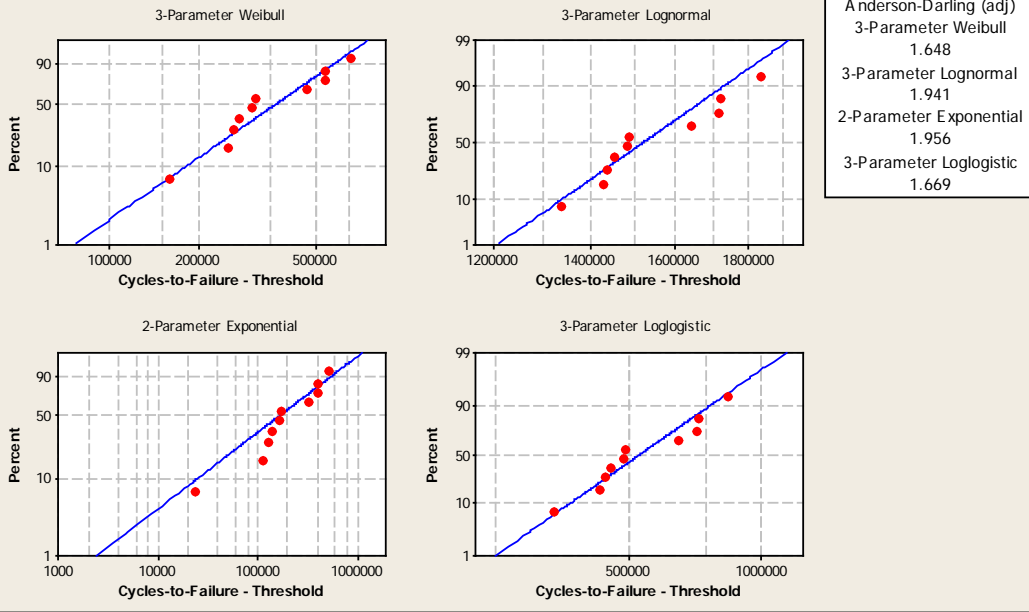 3-Parameter Weibull
Percent
90
50
10
1
100000 200000 500000
Cycles-to-Failure - Threshold
3-Parameter Lognormal
Percent
99
90
50
10
1
1200000 1400000 1600000 1800000
Cycles-to-Failure - Threshold
Anderson-Darling (adj)
3-Parameter Weibull
1.648
3-Parameter Lognormal
1.941
2-Parameter Exponential
1.956
3-Parameter Loglogistic
1.669
2-Parameter Exponential
Percent
90
50
10
1
1000 10000 100000 1000000
Cycles-to-Failure - Threshold
3-Parameter Loglogistic
Percent
99
90
50
10
1
500000 1000000
Cycles-to-Failure - Threshold